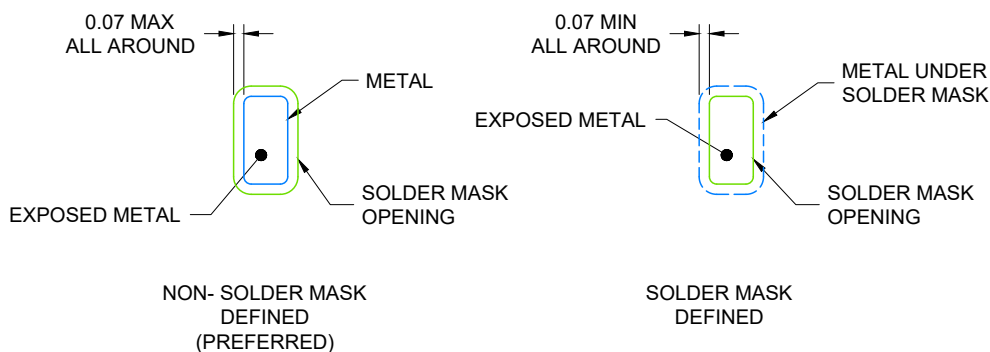 0.07 MAX
ALL AROUND
METAL
EXPOSED METAL
SOLDER MASK
OPENING
NON- SOLDER MASK
DEFINED
(PREFERRED)
0.07 MIN
ALL AROUND
METAL UNDER
SOLDER MASK
EXPOSED METAL
SOLDER MASK
OPENING
SOLDER MASK
DEFINED